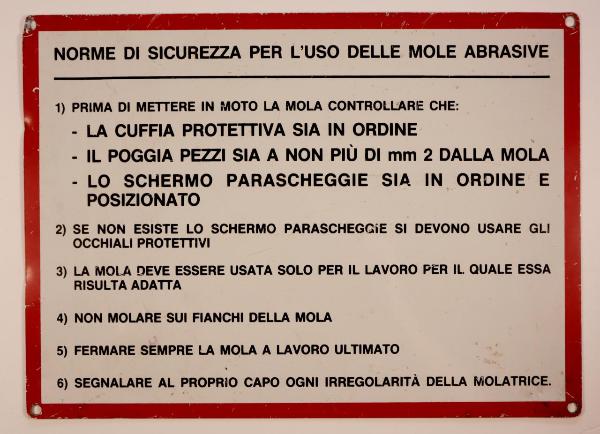 NORME DI SICUREZZA PER L'USO DELLE MOLE ABRASIVE
1) PRIMA DI METTERE IN MOTO LA MOLA CONTROLLARE CHE:
- LA CUFFIA PROTETTIVA SIA IN ORDINE
- IL POGGIA PEZZI SIA A NON PIÙ DI mm 2 DALLA MOLA
- LO SCHERMO PARASCHEGGIE SIA IN ORDINE E
POSIZIONATO
2) SE NON ESISTE LO SCHERMO PARASCHEGGIE SI DEVONO USARE GLI
OCCHIALI PROTETTIVI
3) LA MOLA DEVE ESSERE USATA SOLO PER IL LAVORO PER IL QUALE ESSA
RISULTA ADATTA
4) NON MOLARE SUI FIANCHI DELLA MOLA
5) FERMARE SEMPRE LA MOLA A LAVORO ULTIMATO
6) SEGNALARE AL PROPRIO CAPO OGNI IRREGOLARITÀ DELLA MOLATRICE.